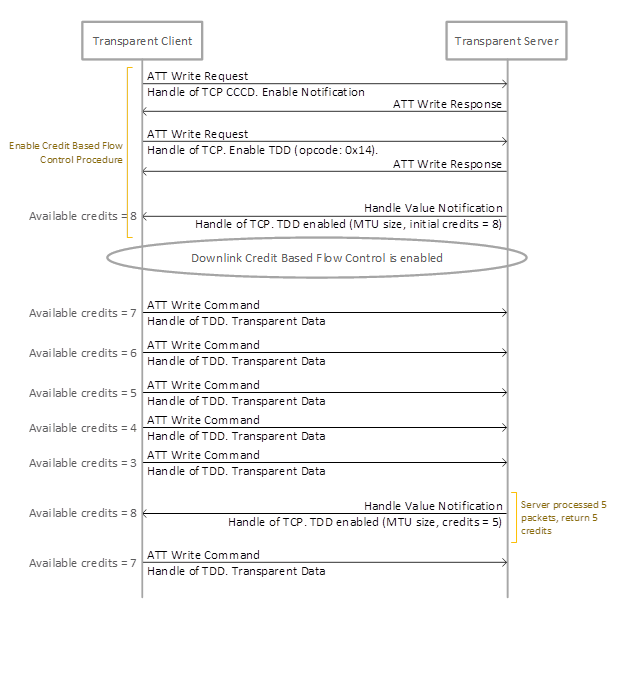 Transparent Client
Transparent Server
ATT Write Request
Handle of TCP CCCD. Enable Notification
ATT Write Response
ATT Write Request
Handle of TCP. Enable TDD (opcode: 0x14).
ATT Write Response
Enable Credit Based Flow
Control Procedure
Handle Value Notification
Available credits = 8
Handle of TCP. TDD enabled (MTU size, initial credits = 8)
Downlink Credit Based Flow Control is enabled
ATT Write Command
Available credits = 7
Handle of TDD. Transparent Data
ATT Write Command
Available credits = 6
Handle of TDD. Transparent Data
ATT Write Command
Available credits = 5
Handle of TDD. Transparent Data
ATT Write Command
Available credits = 4
Handle of TDD. Transparent Data
ATT Write Command
Available credits = 3
Handle of TDD. Transparent Data
Handle Value Notification
Available credits = 8
Handle of TCP. TDD enabled (MTU size, credits = 5)
Server processed 5
packets, return 5
credits
ATT Write Command
Available credits = 7
Handle of TDD. Transparent Data